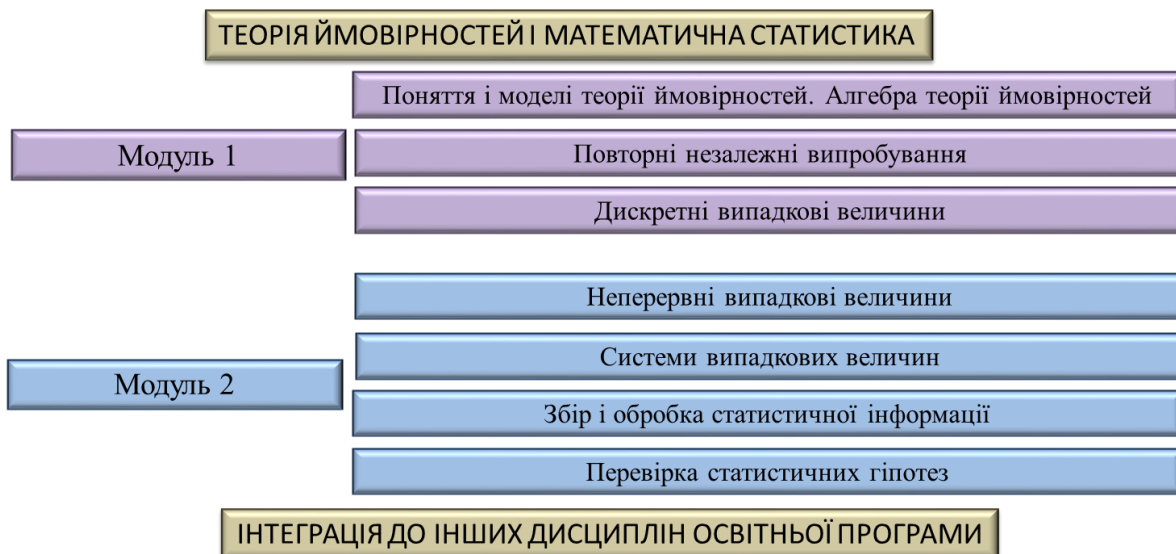 ТЕОРІЯ ЙМОВІРНОСТЕЙ І МАТЕМАТИЧНА СТАТИСТИКА
Модуль 1
Поняття і моделі теорії ймовірностей. Алгебра теорії ймовірностей
Повторні незалежні випробування
Дискретні випадкові величини
Модуль 2
Неперервні випадкові величини
Системи випадкових величин
Збір і обробка статистичної інформації
Перевірка статистичних гіпотез
ІНТЕГРАЦІЯ ДО ІНШИХ ДИСЦИПЛІН ОСВІТНЬОЇ ПРОГРАМИ